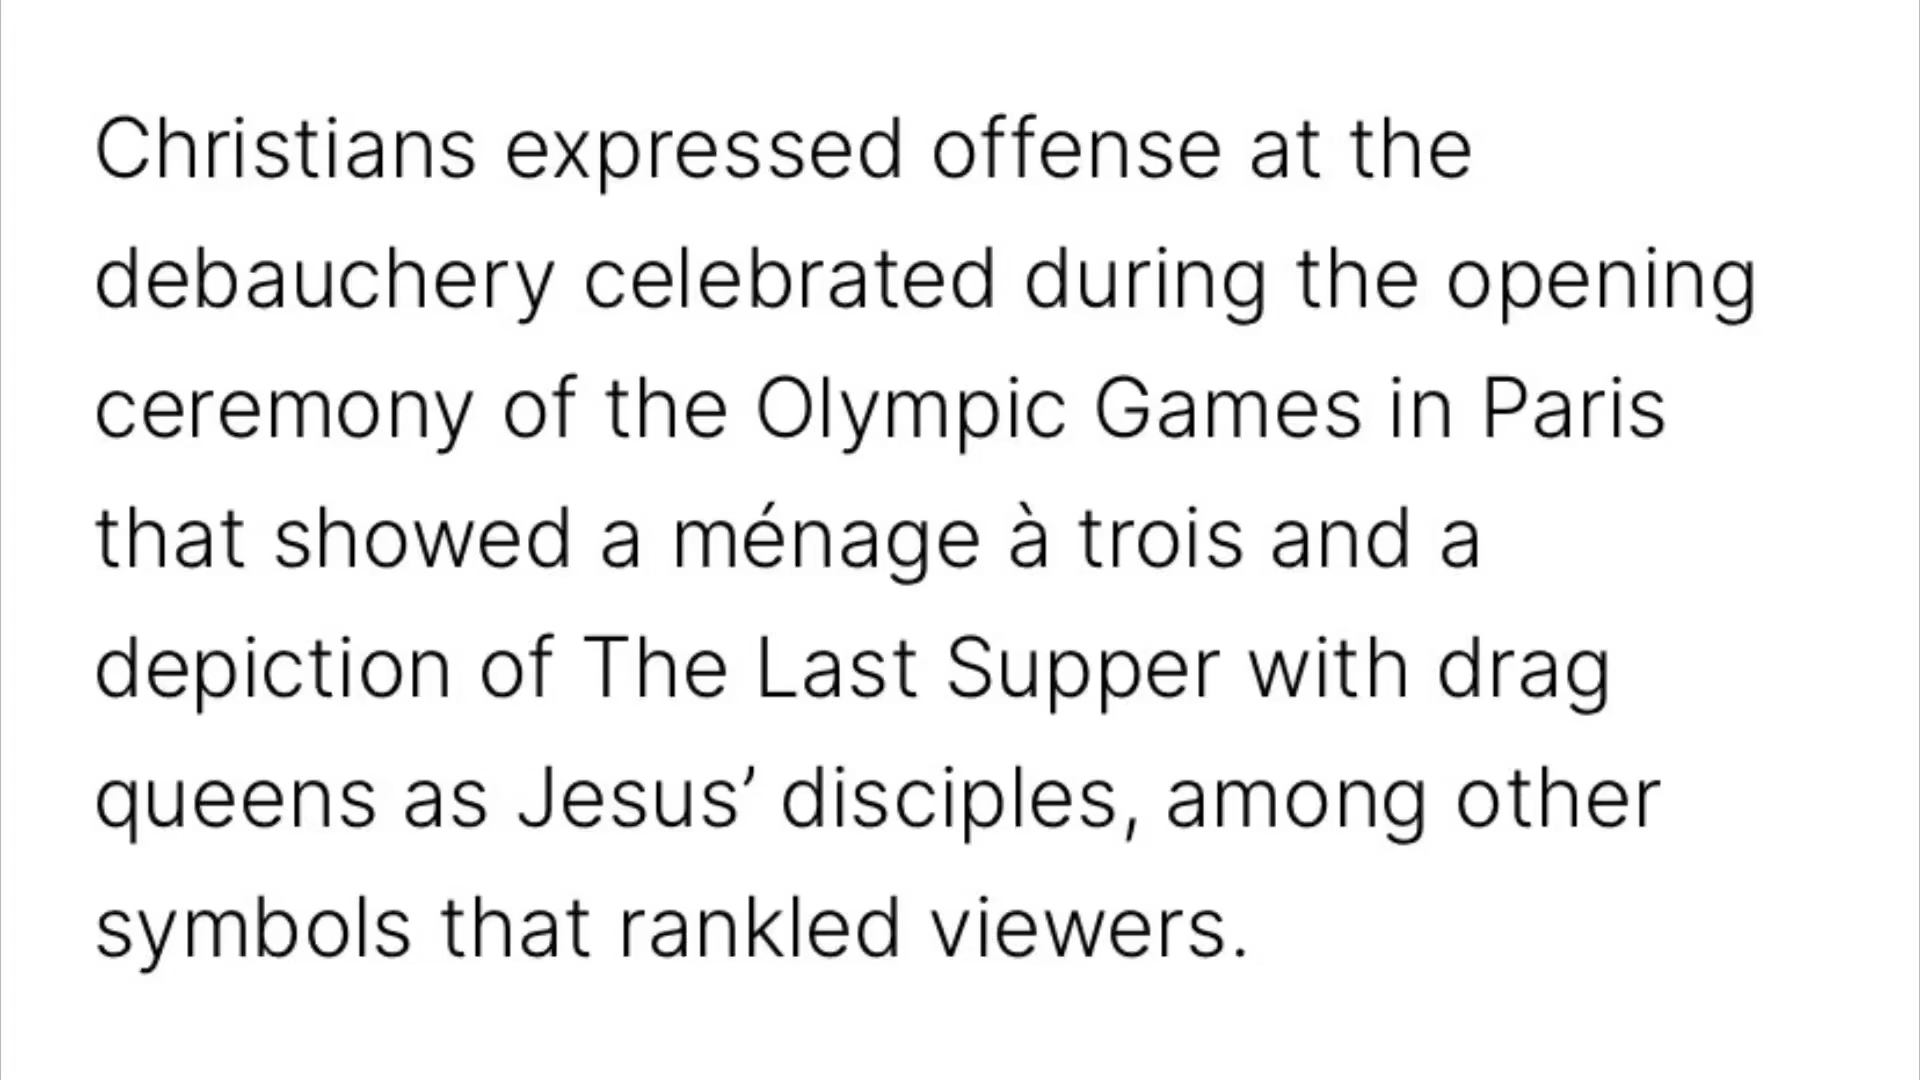 Christians expressed offense at the
debauchery celebrated during the opening
ceremony of the Olympic Games in Paris
that showed a ménage à trois and a
depiction of The Last Supper with drag
queens as Jesus’ disciples, among other
symbols that rankled viewers.